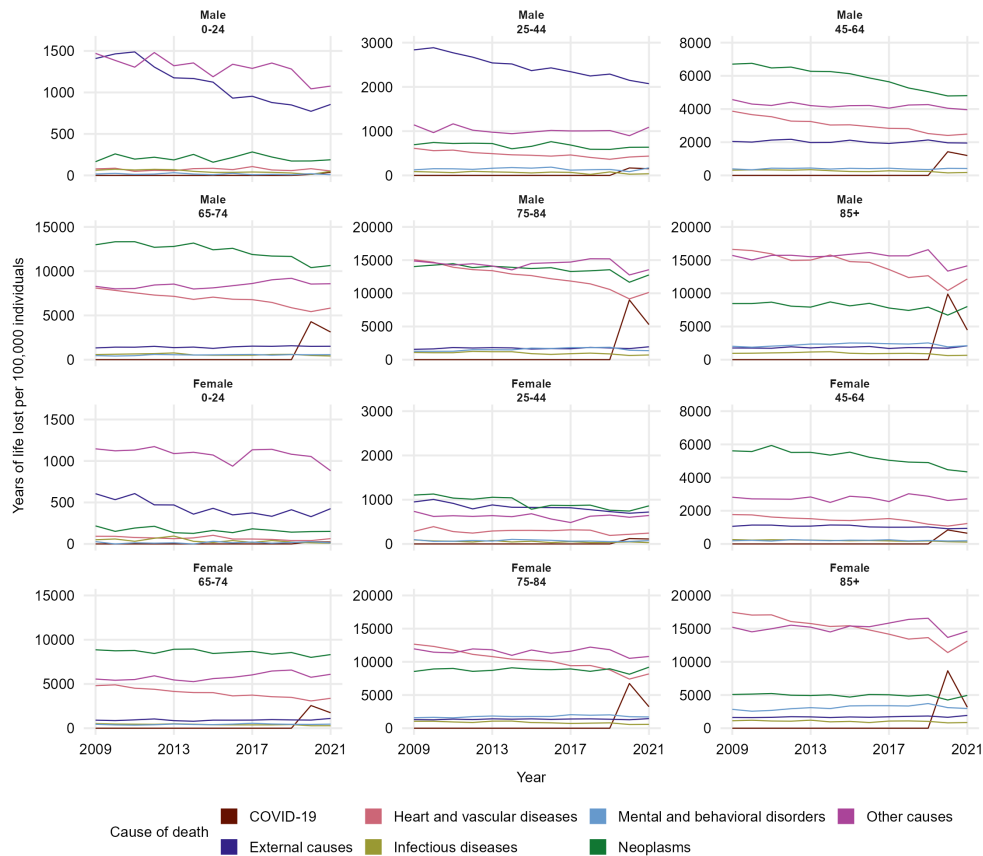 Male
0-24
Male
25-44
Male
45-64
1500
1000
500
0
3000
2000
1000
0
8000
6000
4000
2000
0
Male
65-74
Male
75-84
Male
85+
15000
10000
5000
0
20000
15000
10000
5000
0
20000
15000
10000
5000
0
Years of life lost per 100,000 individuals
Female
0-24
Female
25-44
Female
45-64
1500
1000
500
0
3000
2000
1000
0
8000
6000
4000
2000
0
Female
65-74
Female
75-84
Female
85+
15000
10000
5000
0
20000
15000
10000
5000
0
20000
15000
10000
5000
0
2009 2013 2017 2021
2009 2013 2017 2021
2009 2013 2017 2021
Year
Cause of death
COVID-19
Heart and vascular diseases
Mental and behavioral disorders
Other causes
External causes
Infectious diseases
Neoplasms